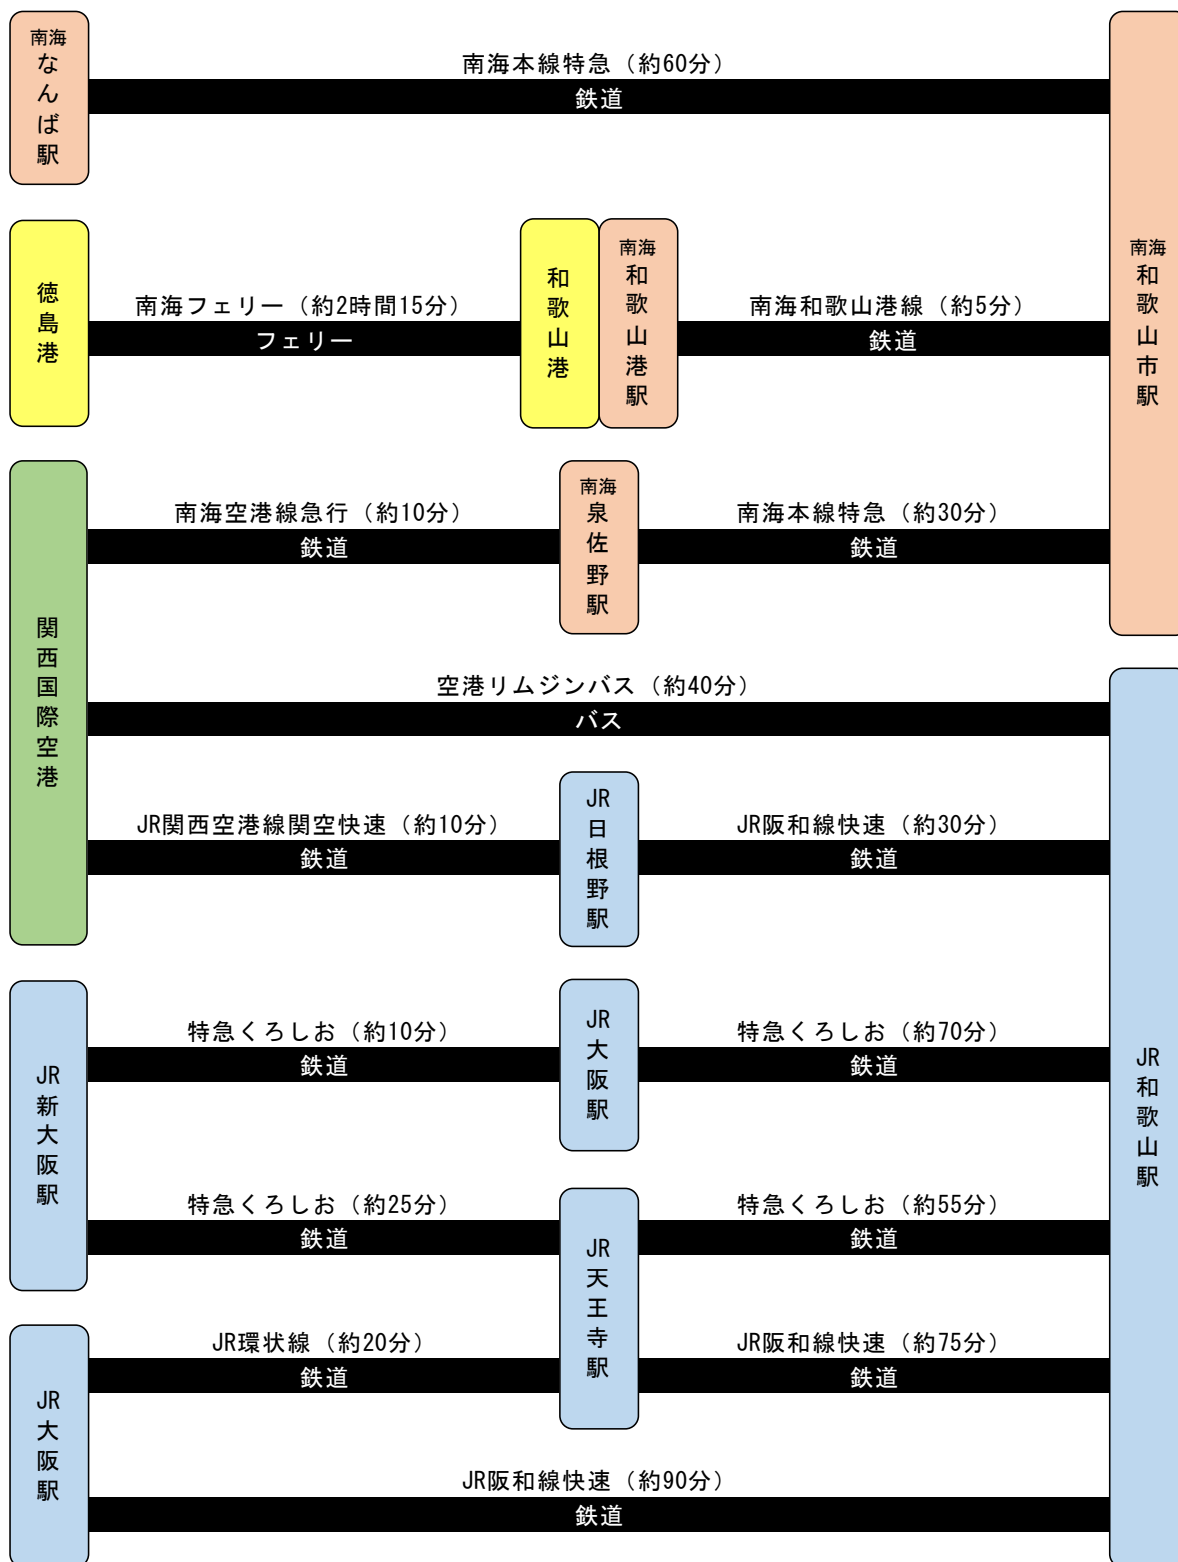 南海
なんば駅
南海本線特急（約60分）
鉄道
徳島港
南海フェリー（約2時間15分）
フェリー
和歌山港
南海
和歌山港駅
南海和歌山港線（約5分）
鉄道
南海
和歌山市駅
関西国際空港
南海空港線急行（約10分）
鉄道
南海
泉佐野駅
南海本線特急（約30分）
鉄道
空港リムジンバス（約40分）
バス
JR関西空港線関空快速（約10分）
鉄道
JR
日根野駅
JR阪和線快速（約30分）
鉄道
JR
新大阪駅
特急くろしお（約10分）
鉄道
JR
大阪駅
特急くろしお（約70分）
鉄道
JR
和歌山駅
特急くろしお（約25分）
鉄道
JR
天王寺駅
特急くろしお（約55分）
鉄道
JR
大阪駅
JR環状線（約20分）
鉄道
JR阪和線快速（約75分）
鉄道
JR阪和線快速（約90分）
鉄道